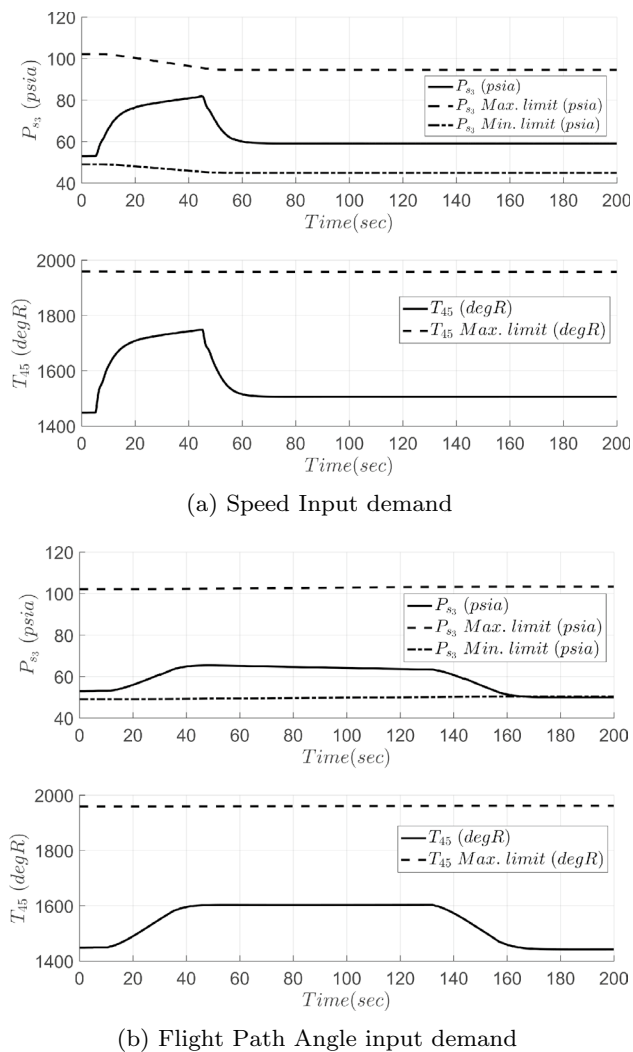 120
100
80
60
40
P_{s_3} (psia)
P_{s_3} (psia)
P_{s_3} Max. limit (psia)
P_{s_3} Min. limit (psia)
0 20 40 60 80 100 120 140 160 180 200
Time(sec)
2000
1800
1600
1400
T_{45} (degR)
T_{45} (degR)
T_{45} Max. limit (degR)
0 20 40 60 80 100 120 140 160 180 200
Time(sec)
(a) Speed Input demand
120
100
80
60
40
P_{s_3} (psia)
P_{s_3} (psia)
P_{s_3} Max. limit (psia)
P_{s_3} Min. limit (psia)
0 20 40 60 80 100 120 140 160 180 200
Time(sec)
2000
1800
1600
1400
T_{45} (degR)
T_{45} (degR)
T_{45} Max. limit (degR)
0 20 40 60 80 100 120 140 160 180 200
Time(sec)
(b) Flight Path Angle input demand